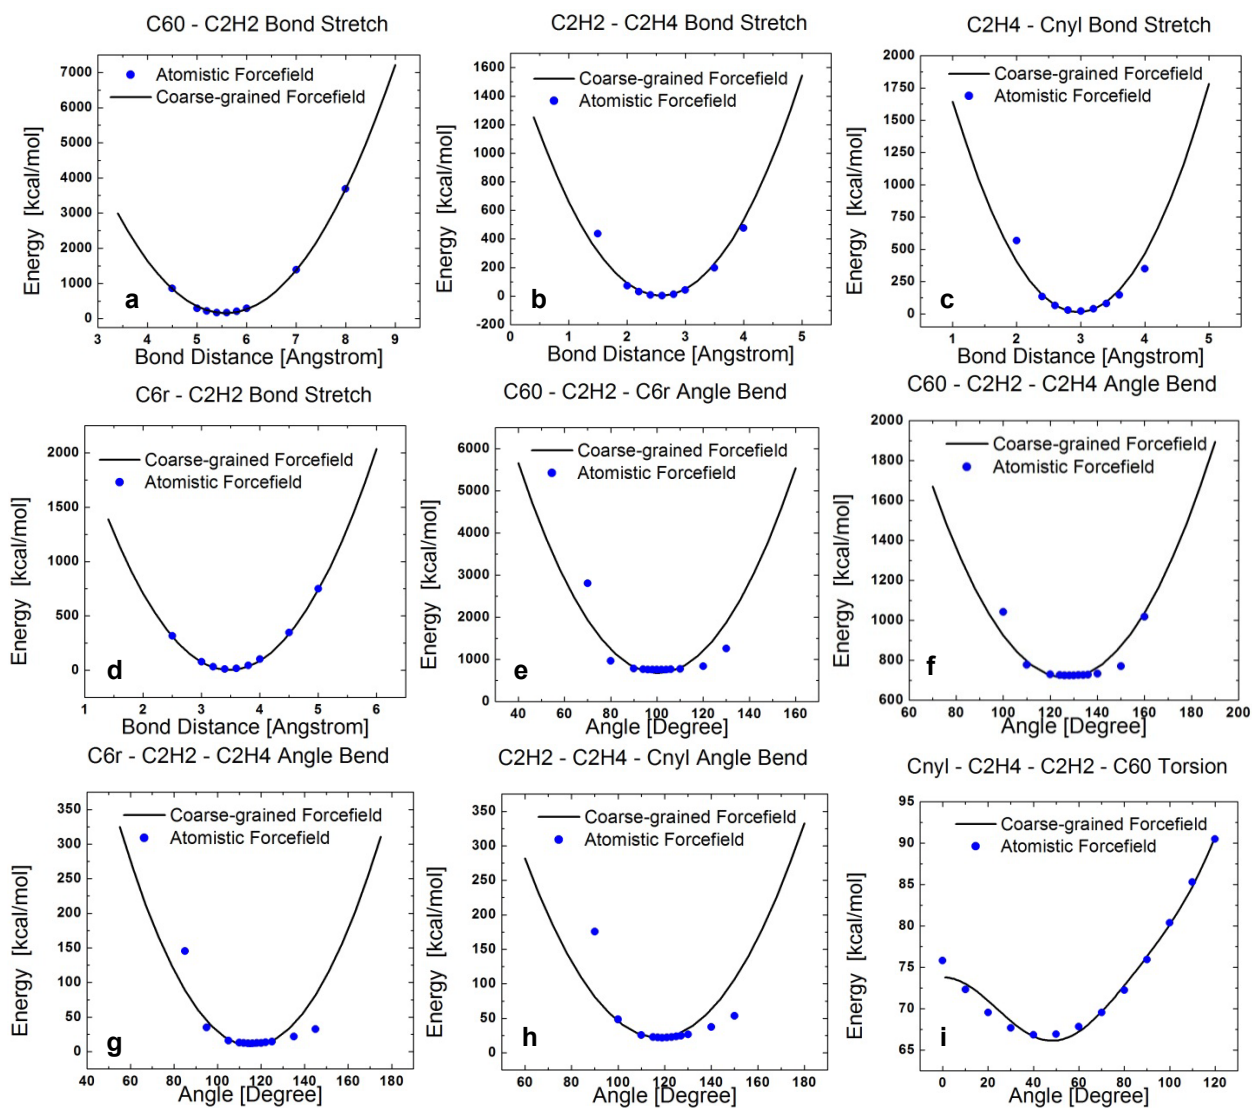 C60 - C2H2 Bond Stretch
7000
6000
5000
4000
3000
2000
1000
0
Energy [kcal/mol]
Atomistic Forcefield
Coarse-grained Forcefield
a
3 4 5 6 7 8 9
Bond Distance [Angstrom]
C2H2 - C2H4 Bond Stretch
1600
1400
1200
1000
800
600
400
200
0
-200
Energy [kcal/mol]
Coarse-grained Forcefield
Atomistic Forcefield
b
0 1 2 3 4 5
Bond Distance [Angstrom]
C2H4 - Cnyl Bond Stretch
2000
1750
1500
1250
1000
750
500
250
0
Energy [kcal/mol]
Coarse-grained Forcefield
Atomistic Forcefield
c
1 2 3 4 5
Bond Distance [Angstrom]
C6r - C2H2 Bond Stretch
2000
1500
1000
500
0
Energy [kcal/mol]
Coarse-grained Forcefield
Atomistic Forcefield
d
1 2 3 4 5 6
Bond Distance [Angstrom]
C60 - C2H2 - C6r Angle Bend
6000
5000
4000
3000
2000
1000
0
Energy [kcal/mol]
Coarse-grained Forcefield
Atomistic Forcefield
e
40 60 80 100 120 140 160
Angle [Degree]
C60 - C2H2 - C2H4 Angle Bend
2000
1800
1600
1400
1200
1000
800
600
Energy [kcal/mol]
Coarse-grained Forcefield
Atomistic Forcefield
f
60 80 100 120 140 160 180 200
Angle [Degree]
C6r - C2H2 - C2H4 Angle Bend
350
300
250
200
150
100
50
0
Energy [kcal/mol]
Coarse-grained Forcefield
Atomistic Forcefield
g
40 60 80 100 120 140 160 180
Angle [Degree]
C2H2 - C2H4 - Cnyl Angle Bend
350
300
250
200
150
100
50
0
Energy [kcal/mol]
Coarse-grained Forcefield
Atomistic Forcefield
h
60 80 100 120 140 160 180
Angle [Degree]
Cnyl - C2H4 - C2H2 - C60 Torsion
95
90
85
80
75
70
65
Energy [kcal/mol]
Coarse-grained Forcefield
Atomistic Forcefield
i
0 20 40 60 80 100 120
Angle [Degree]